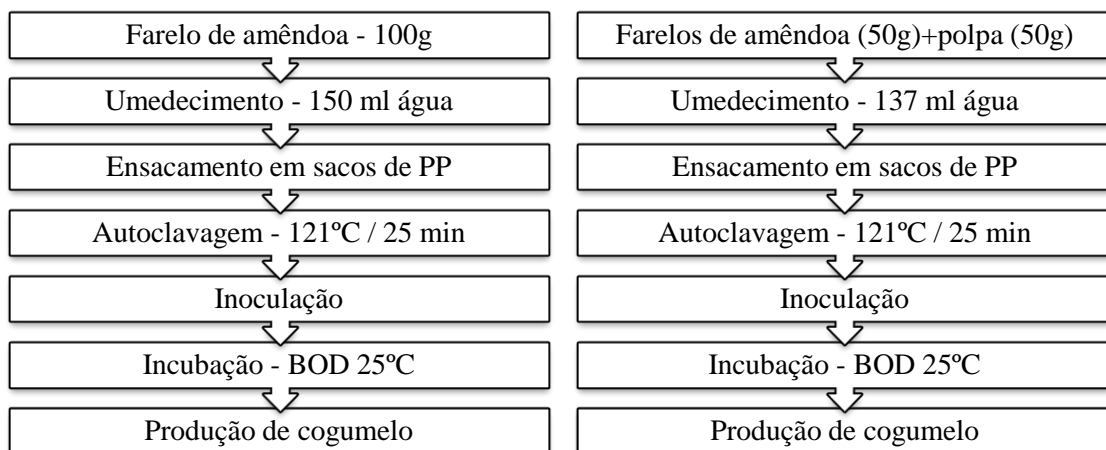 Farelo de amêndoa - 100g
Umedecimento - 150 ml água
Ensacamento em sacos de PP
Autoclavagem - 121ºC / 25 min
Inoculação
Incubação - BOD 25ºC
Produção de cogumelo
Farelos de amêndoa (50g)+polpa (50g)
Umedecimento - 137 ml água
Ensacamento em sacos de PP
Autoclavagem - 121ºC / 25 min
Inoculação
Incubação - BOD 25ºC
Produção de cogumelo